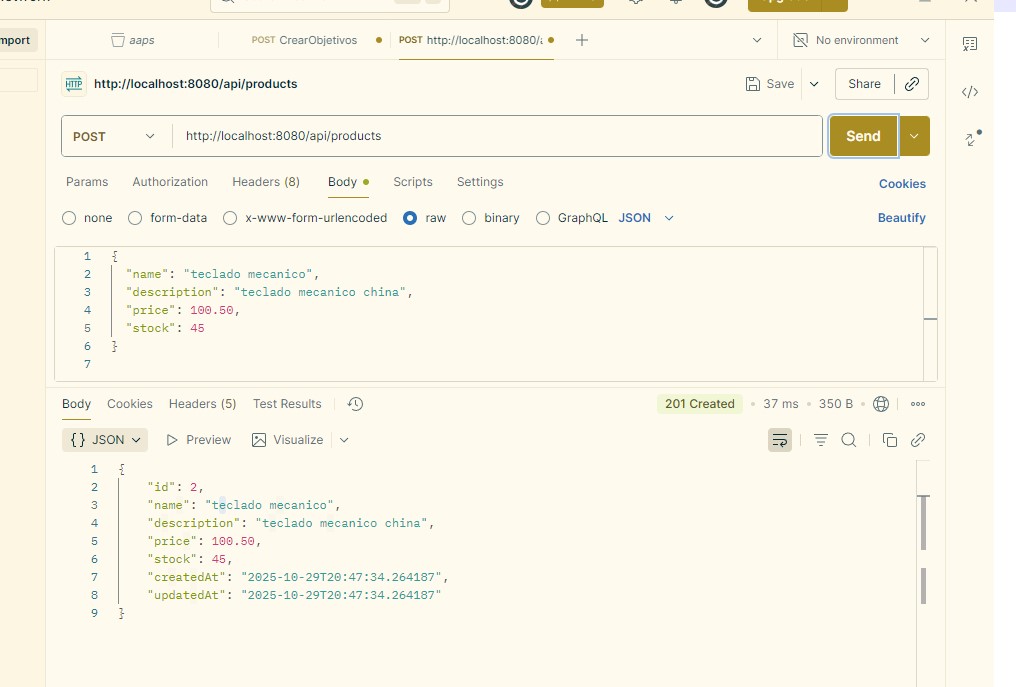 mport
aaps
POST CrearObjetivos
POST http://localhost:8080/a
No environment
HTTP http://localhost:8080/api/products
Save
Share
POST
http://localhost:8080/api/products
Send
Params Authorization Headers (8) Body Scripts Settings
Cookies
none form-data x-www-form-urlencoded raw binary GraphQL JSON
Beautify
1 {
2 "name": "teclado mecanico",
3 "description": "teclado mecanico china",
4 "price": 100.50,
5 "stock": 45
6 }
7
Body Cookies Headers (5) Test Results
201 Created • 37 ms • 350 B •
{} JSON Preview Visualize
1 {
2 "id": 2,
3 "name": "teclado mecanico",
4 "description": "teclado mecanico china",
5 "price": 100.50,
6 "stock": 45,
7 "createdAt": "2025-10-29T20:47:34.264187",
8 "updatedAt": "2025-10-29T20:47:34.264187"
9 }